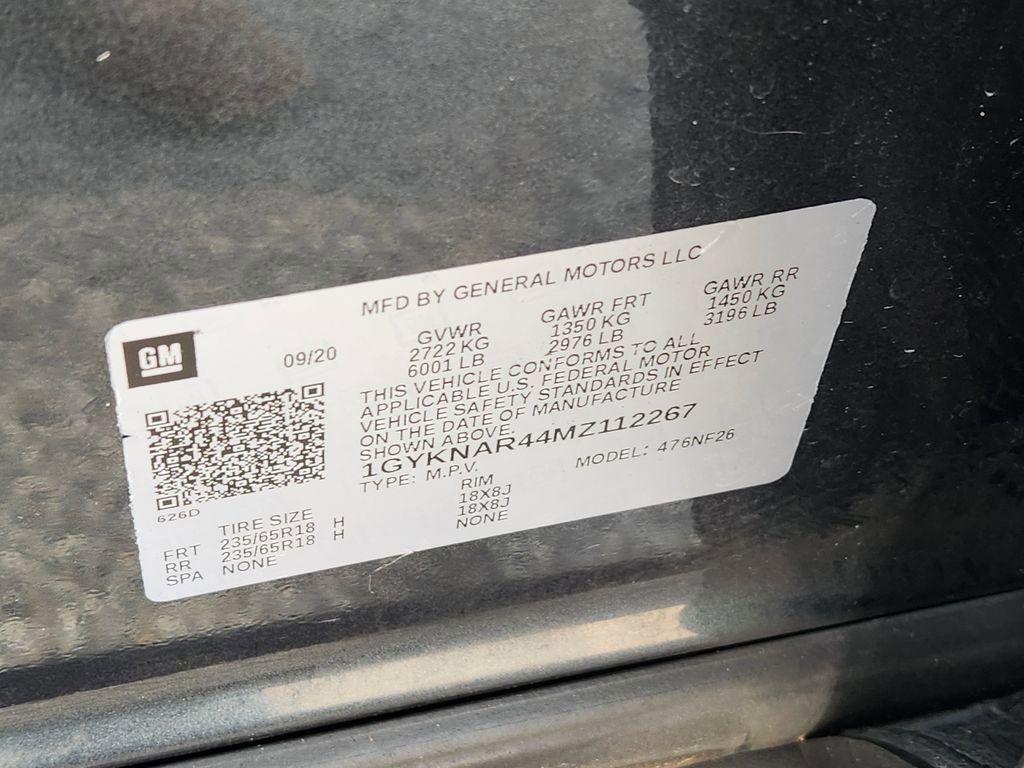 MFD BY GENERAL MOTORS LLC
GM
09/20
GVWR GAWR FRT GAWR RR
2722 KG 1350 KG 1450 KG
6001 LB 2976 LB 3196 LB
THIS VEHICLE CONFORMS TO ALL
APPLICABLE U.S. FEDERAL MOTOR
VEHICLE SAFETY STANDARDS IN EFFECT
ON THE DATE OF MANUFACTURE
SHOWN ABOVE.
1GYKNAR44MZ112267
TYPE: M.P.V. MODEL: 476NF26
626D
TIRE SIZE RIM
FRT 235/65R18 H 18X8J
RR 235/65R18 H 18X8J
SPA NONE NONE